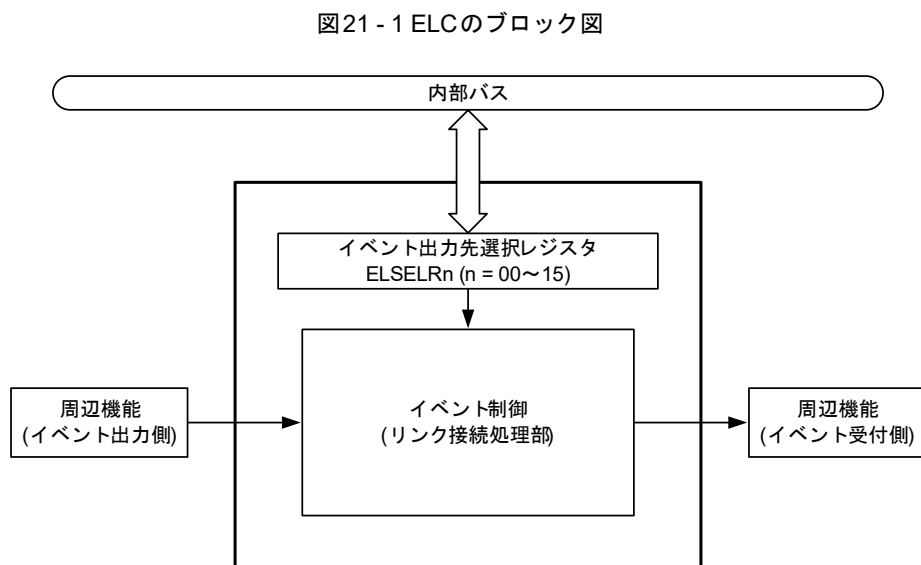 図21 - 1 ELCのブロック図
内部バス
イベント出力先選択レジスタ
ELSELRn (n = 00～15)
周辺機能
(イベント出力側)
イベント制御
(リンク接続処理部)
周辺機能
(イベント受付側)